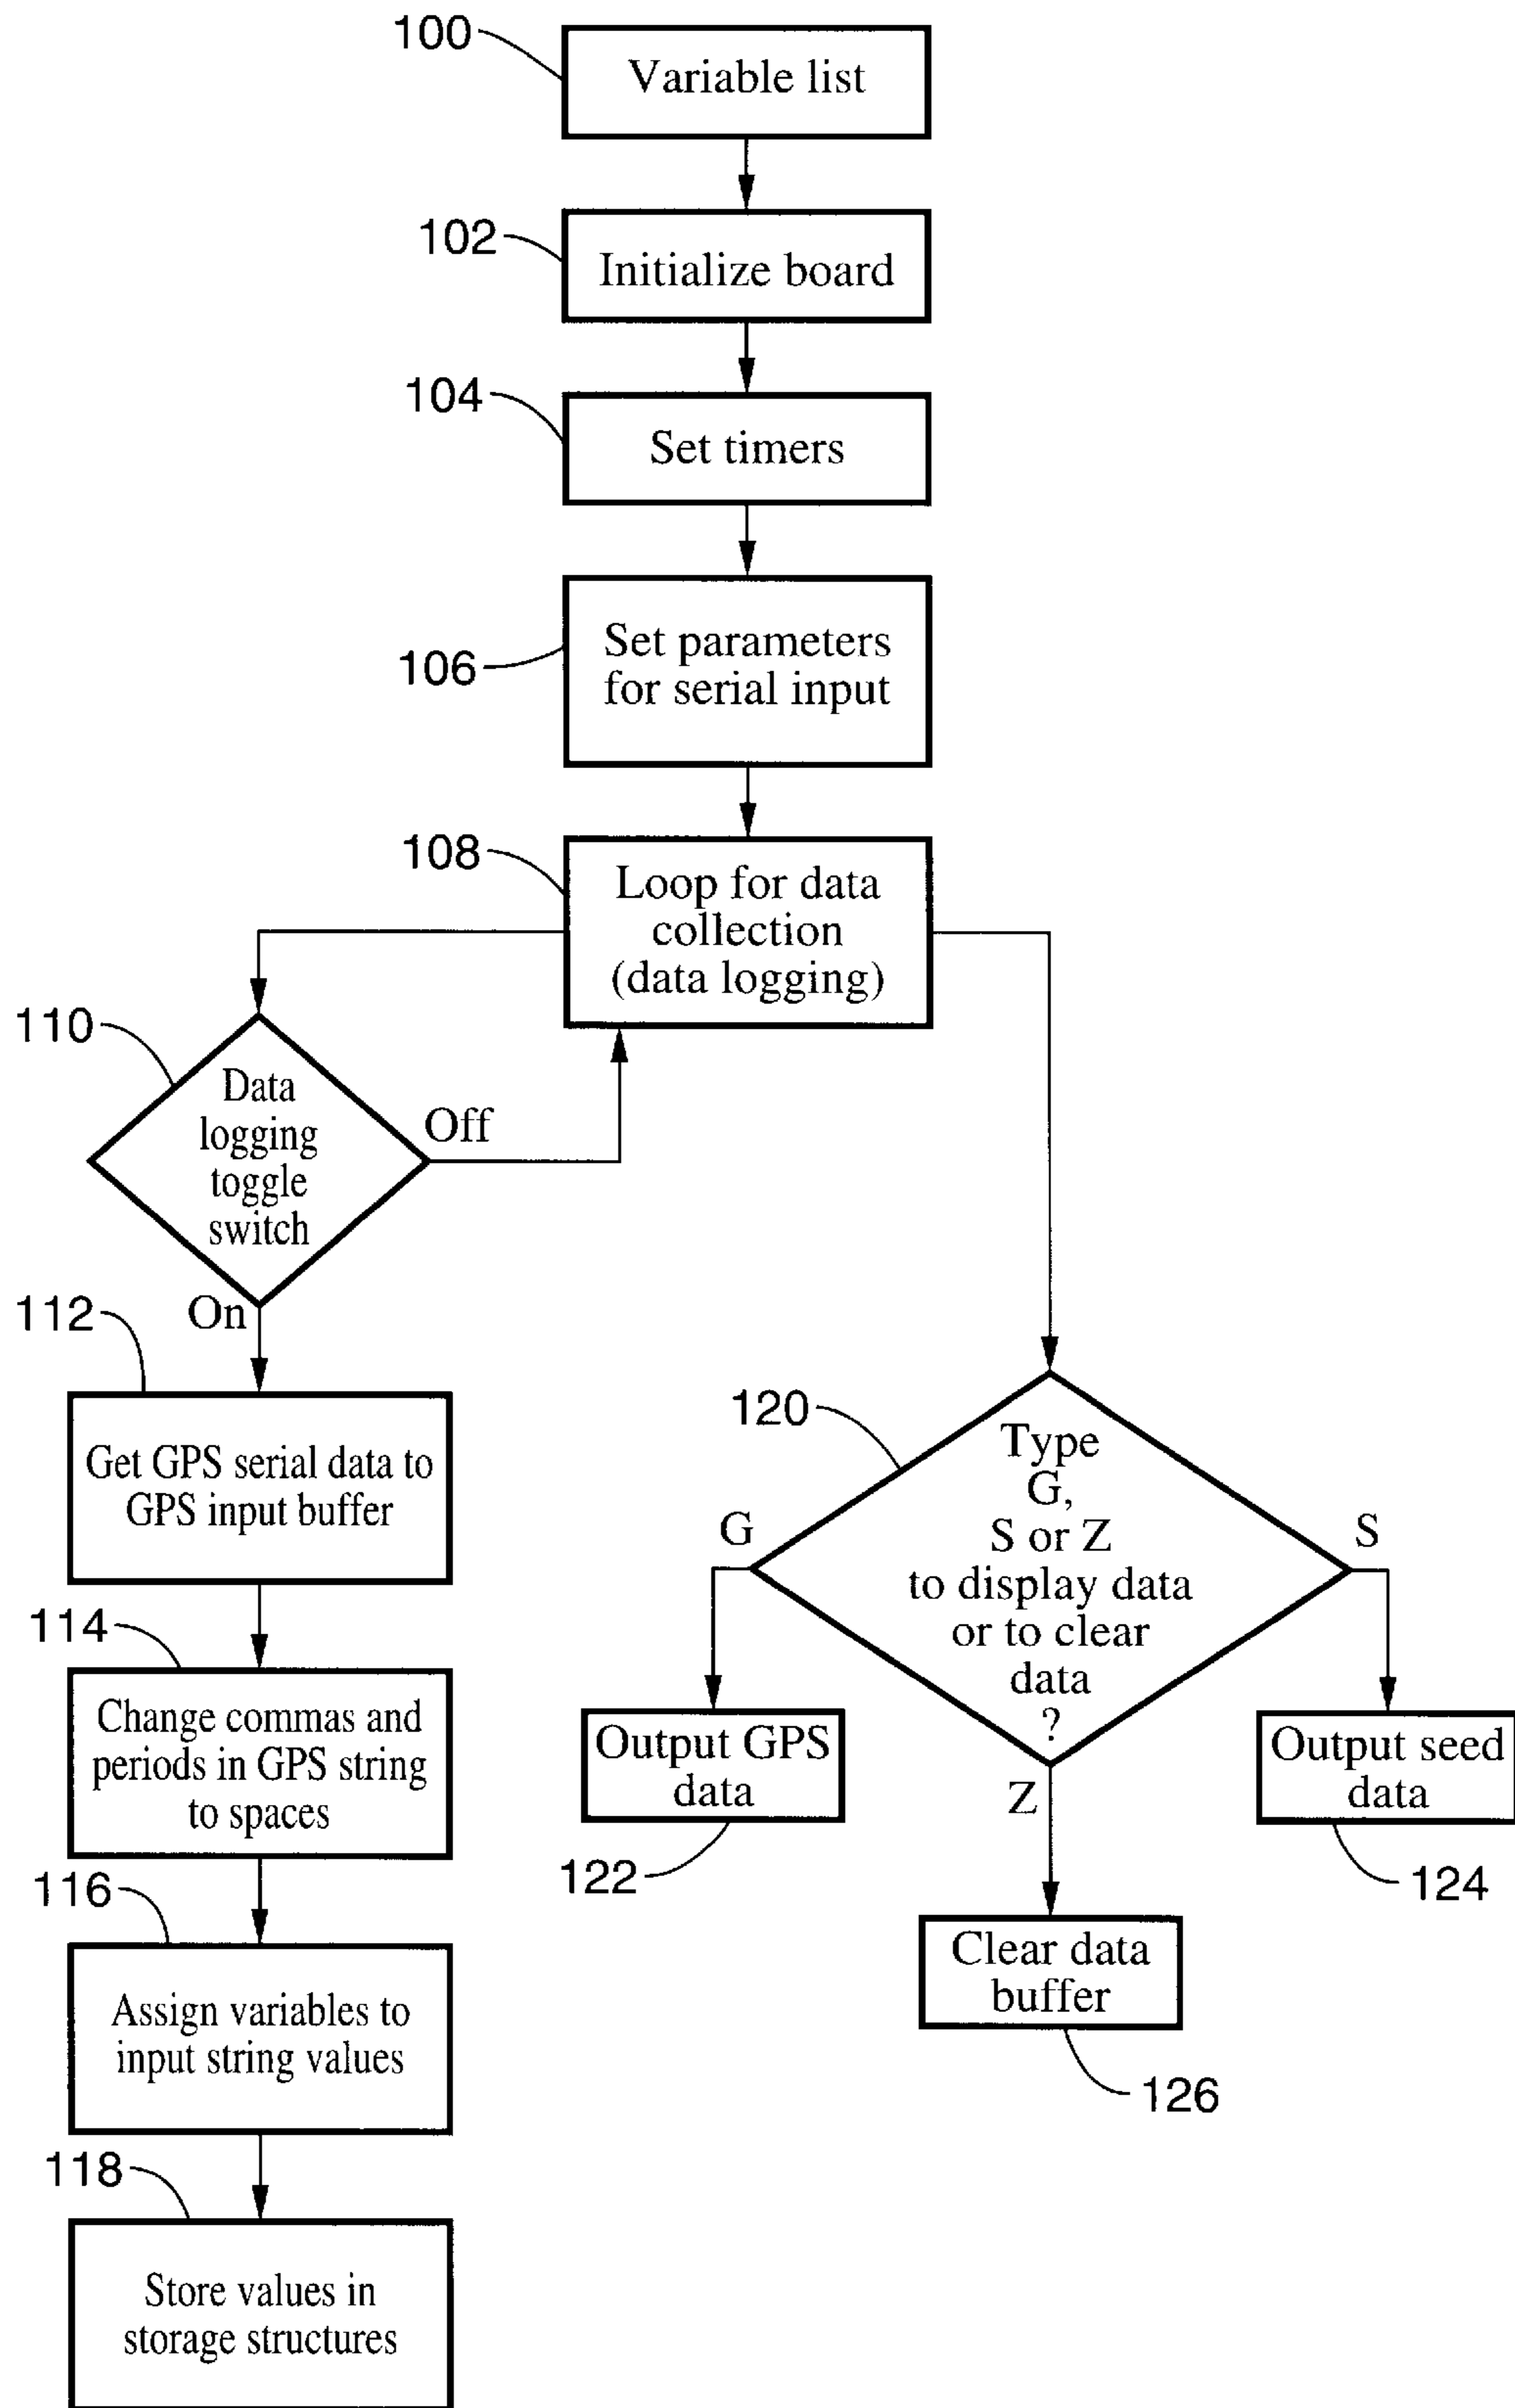 100
Variable list
102
Initialize board
104
Set timers
106
Set parameters
for serial input
108
Loop for data
collection
(data logging)
110
Data
logging
toggle
switch
Off
On
112
Get GPS serial data to
GPS input buffer
114
Change commas and
periods in GPS string
to spaces
116
Assign variables to
input string values
118
Store values in
storage structures
120
Type
G,
S or Z
to display data
or to clear
data
?
G
S
Z
Output GPS
data
122
Output seed
data
124
Clear data
buffer
126